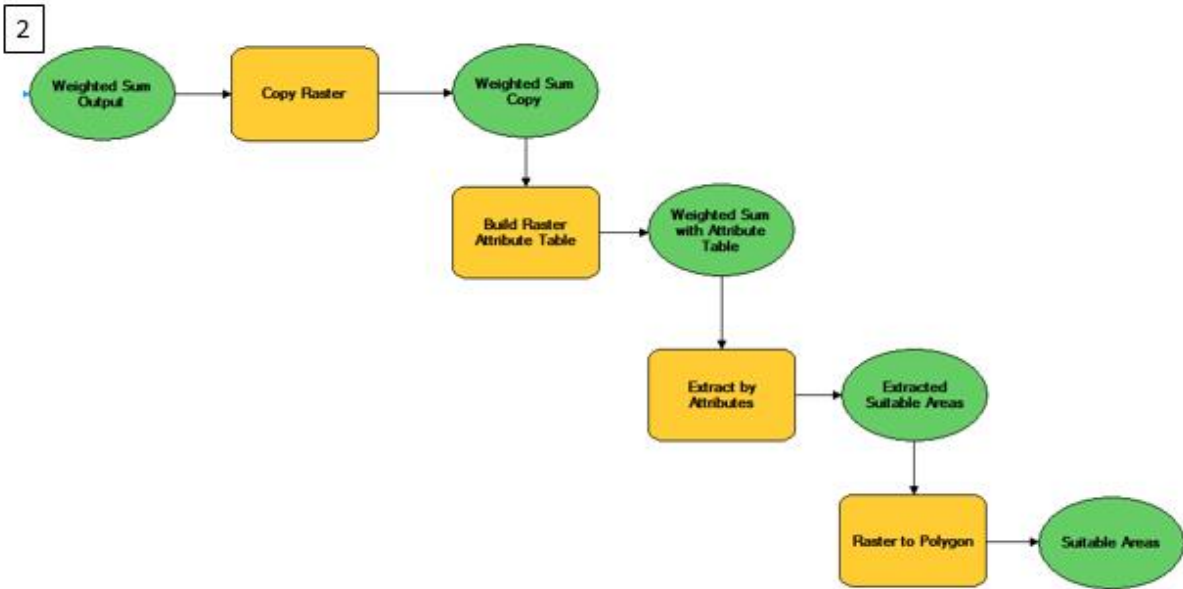 2
Weighted Sum
Output
Copy Raster
Weighted Sum
Copy
Build Raster
Attribute Table
Weighted Sum
with Attribute
Table
Extract by
Attributes
Extracted
Suitable Areas
Raster to Polygon
Suitable Areas